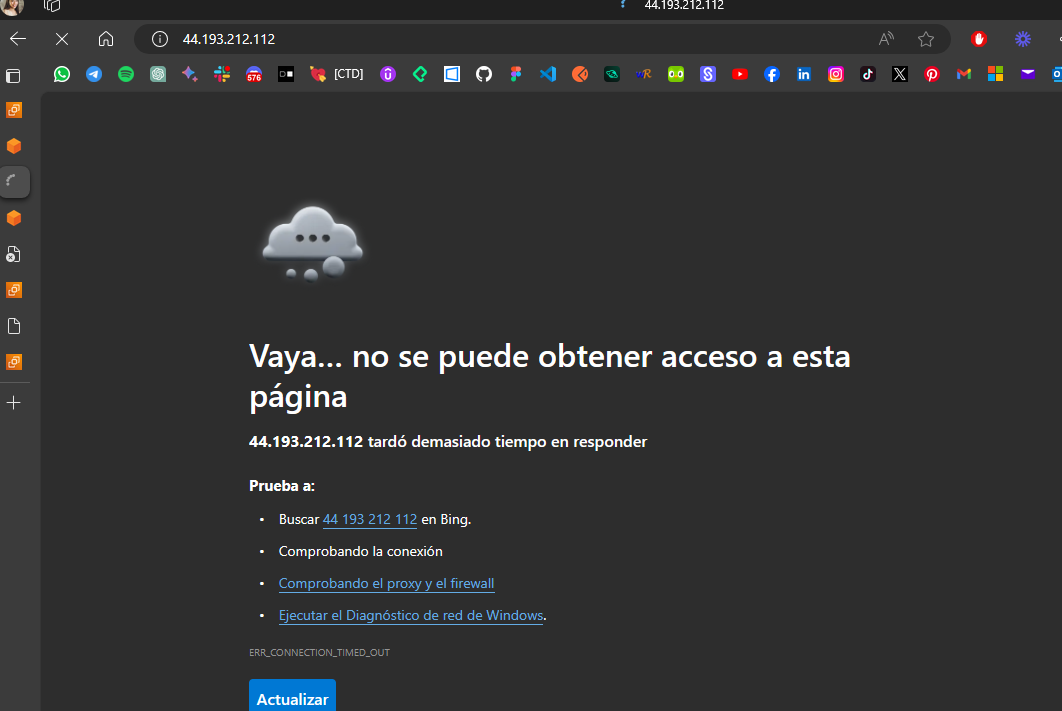 44.193.212.112
44.193.212.112
576
[CTD]
Vaya... no se puede obtener acceso a esta
página
44.193.212.112 tardó demasiado tiempo en responder
Prueba a:
• Buscar 44 193 212 112 en Bing.
• Comprobando la conexión
• Comprobando el proxy y el firewall
• Ejecutar el Diagnóstico de red de Windows.
ERR_CONNECTION_TIMED_OUT
Actualizar